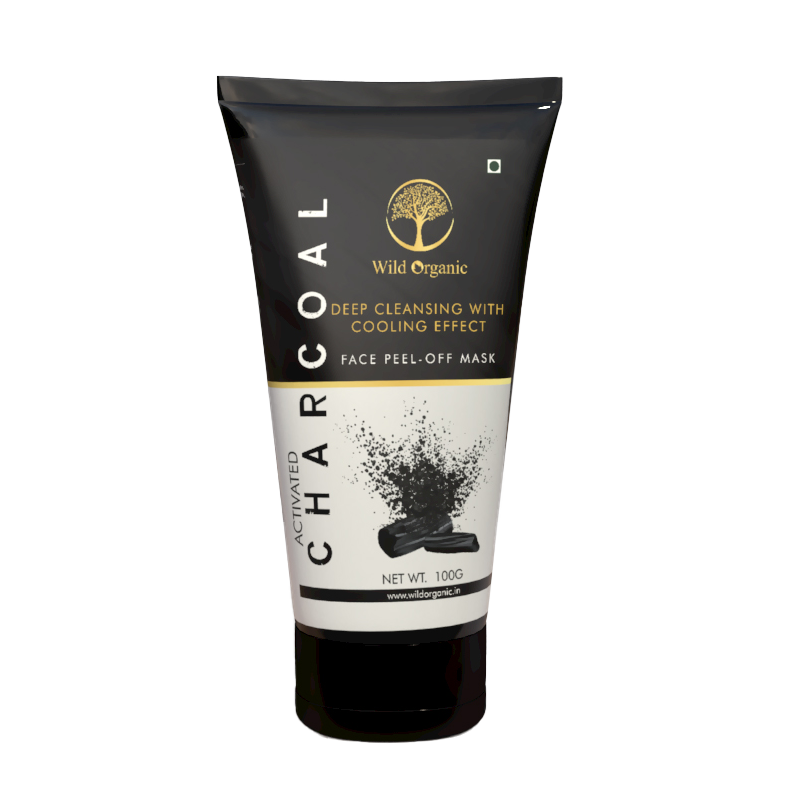 Wild Organic
DEEP CLEANSING WITH
COOLING EFFECT
FACE PEEL-OFF MASK
ACTIVATED
CHARCOAL
NET WT. 100G
www.wildorganic.in